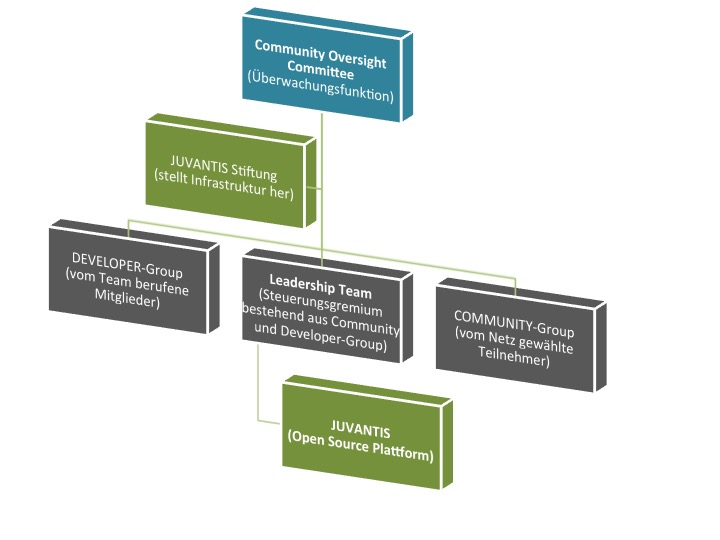 Community Oversight
Committee
(Überwachungsfunktion)
JUVANTIS Stiftung
(stellt Infrastruktur her)
DEVELOPER-Group
(vom Team berufene
Mitglieder)
Leadership Team
(Steuerungsgremium
bestehend aus Community
und Developer-Group)
COMMUNITY-Group
(vom Netz gewählte
Teilnehmer)
JUVANTIS
(Open Source Plattform)